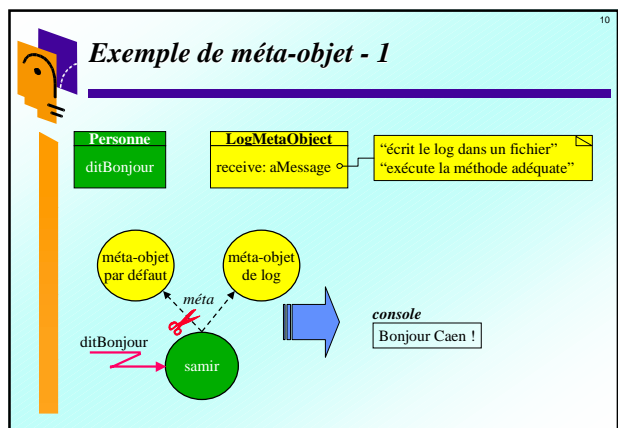 10
Exemple de méta-objet - 1
Personne
ditBonjour
LogMetaObject
receive: aMessage
“écrit le log dans un fichier”
“exécute la méthode adéquate”
méta-objet
par défaut
méta-objet
de log
méta
ditBonjour
samir
console
Bonjour Caen !